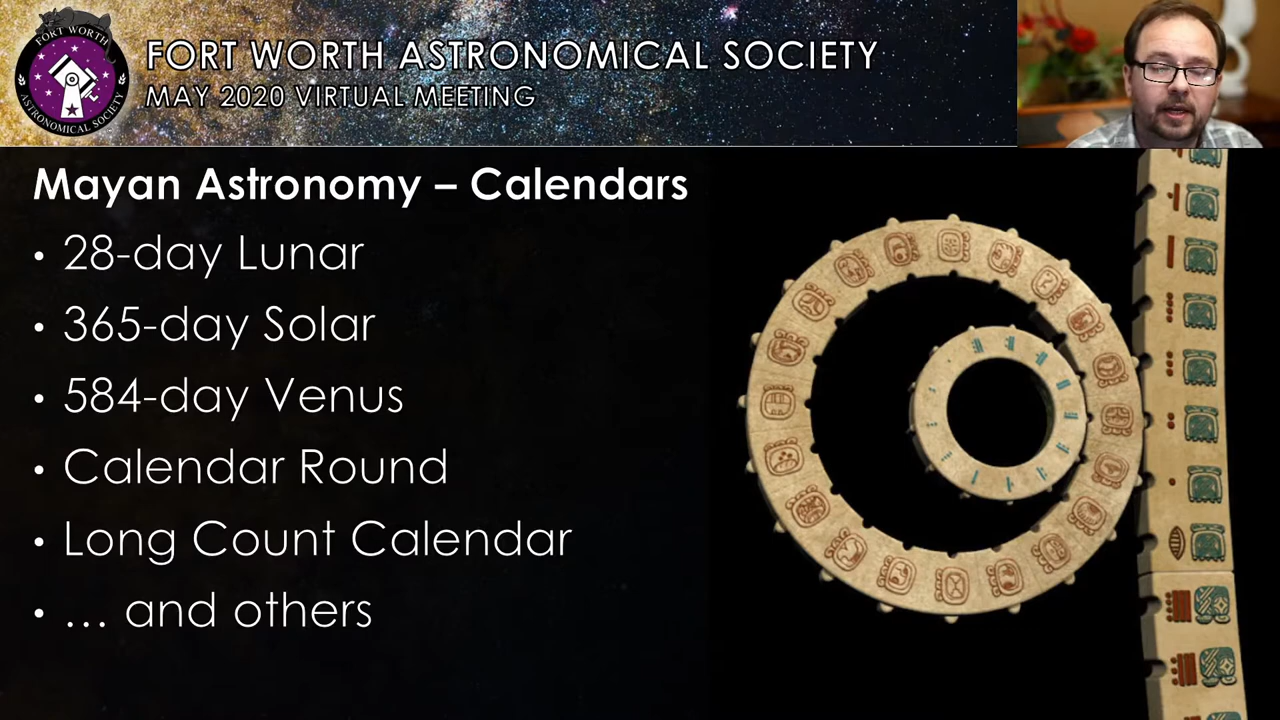 FORT WORTH
ASTRONOMICAL SOCIETY
FORT WORTH ASTRONOMICAL SOCIETY
MAY 2020 VIRTUAL MEETING
Mayan Astronomy – Calendars
• 28-day Lunar
• 365-day Solar
• 584-day Venus
• Calendar Round
• Long Count Calendar
• … and others